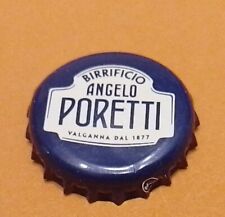 BIRRIFICIO
ANGELO
PORETTI
VALGANNA DAL 1877